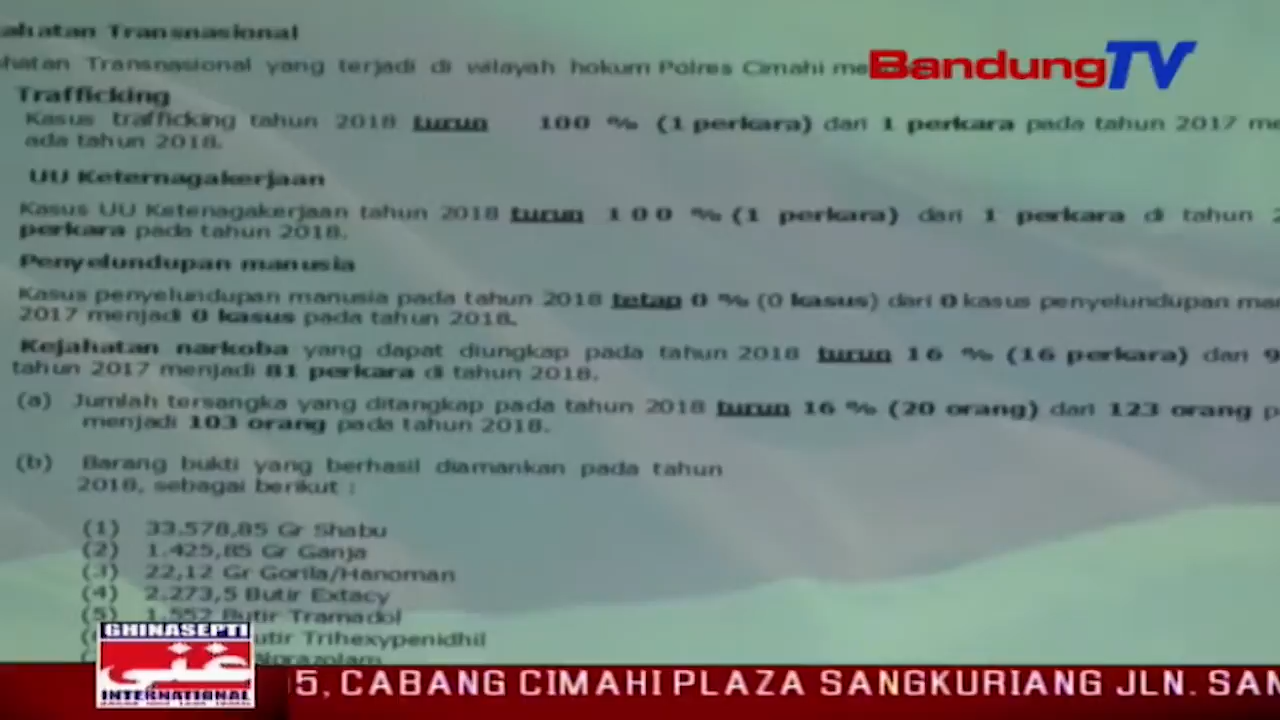 ahatan Transnasional
hatan Transnasional yang terjadi di wilayah hokum Polres Cimahi me
BandungTV
Trafficking
Kasus trafficking tahun 2018 turun 100 % (1 perkara) dari 1 perkara pada tahun 2017 me
ada tahun 2018.
UU Keternagakerjaan
Kasus UU Ketenagakerjaan tahun 2018 turun 100 % (1 perkara) dari 1 perkara di tahun 2
perkara pada tahun 2018.
Penyelundupan manusia
Kasus penyelundupan manusia pada tahun 2018 tetap 0 % (0 kasus) dari 0 kasus penyelundupan ma
2017 menjadi 0 kasus pada tahun 2018.
Kejahatan narkoba yang dapat diungkap pada tahun 2018 turun 16 % (16 perkara) dari 9
tahun 2017 menjadi 81 perkara di tahun 2018.
(a) Jumlah tersangka yang ditangkap pada tahun 2018 turun 16 % (20 orang) dari 123 orang p
menjadi 103 orang pada tahun 2018.
(b) Barang bukti yang berhasil diamankan pada tahun
2018, sebagai berikut :
(1) 33.578,85 Gr Shabu
(2) 1.425,85 Gr Ganja
(3) 22,12 Gr Gorila/Hanoman
(4) 2.273,5 Butir Extacy
(5) 1.552 Butir Tramadol
utir Trihexypenidhil
lprazolam
GHINASEPTI
غنى
INTERNATIONAL
05, CABANG CIMAHI PLAZA SANGKURIANG JLN. SAN